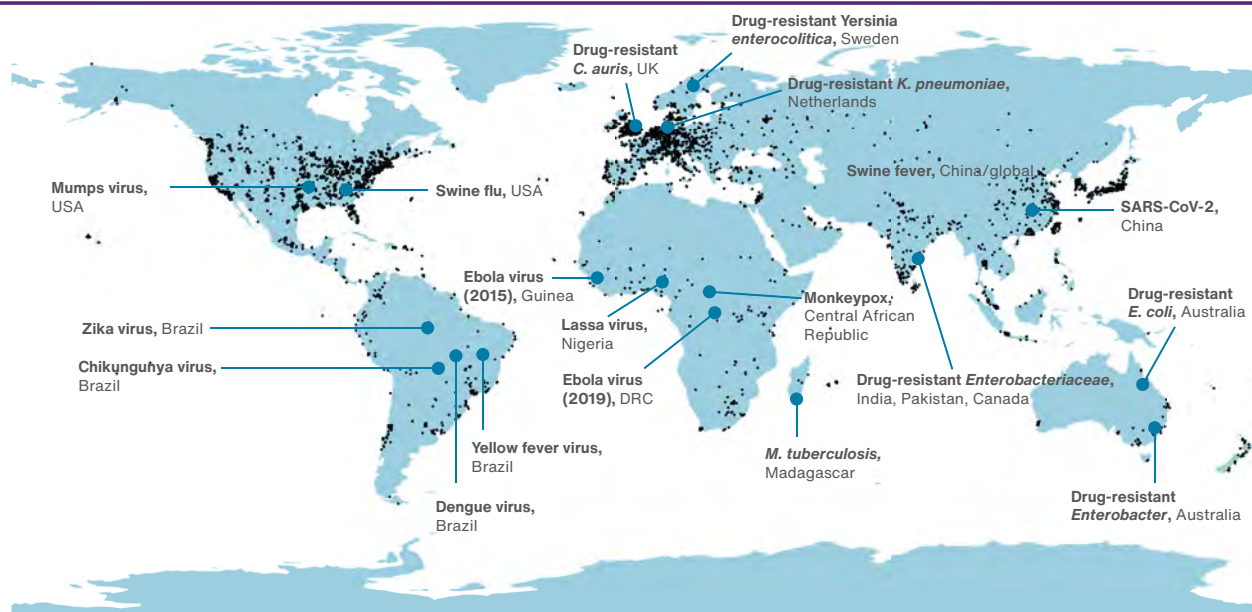 Drug-resistant Yersinia
enterocolitica, Sweden
Drug-resistant
C. auris, UK
Drug-resistant K. pneumoniae,
Netherlands
Swine fever, China/global
Mumps virus,
USA
Swine flu, USA
SARS-CoV-2,
China
Ebola virus
(2015), Guinea
Monkeypox,
Central African
Republic
Drug-resistant
E. coli, Australia
Zika virus, Brazil
Lassa virus,
Nigeria
Chikungunya virus,
Brazil
Ebola virus
(2019), DRC
Drug-resistant Enterobacteriaceae,
India, Pakistan, Canada
Yellow fever virus,
Brazil
M. tuberculosis,
Madagascar
Dengue virus,
Brazil
Drug-resistant
Enterobacter, Australia